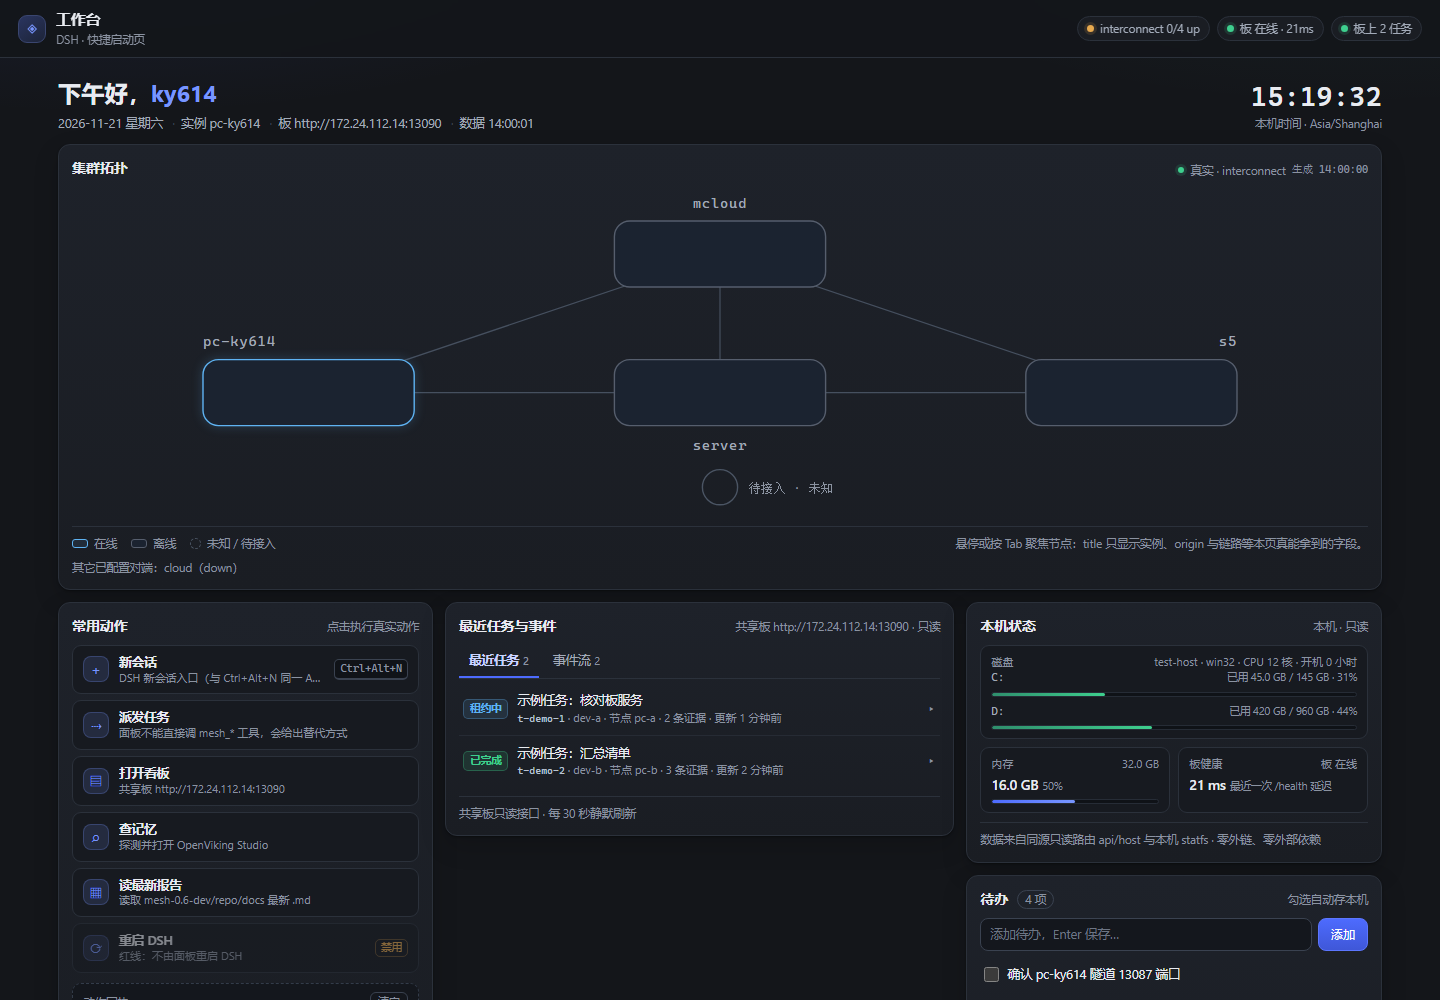 工作台
DSH · 快捷启动页
interconnect 0/4 up
板 在线 · 21ms
板上 2 任务
下午好，ky614
2026-11-21 星期六 · 实例 pc-ky614 · 板 http://172.24.112.14:13090 · 数据 14:00:01
15:19:32
本机时间 · Asia/Shanghai
集群拓扑
真实 · interconnect 生成 14:00:00
mcloud
pc-ky614
s5
server
待接入 · 未知
在线 离线 未知 / 待接入
悬停或按 Tab 聚焦节点：title 只显示实例、origin 与链路等本页真能拿到的字段。
其它已配置对端：cloud（down）
常用动作
点击执行真实动作
新会话
DSH 新会话入口（与 Ctrl+Alt+N 同一 A...
Ctrl+Alt+N
派发任务
面板不能直接调 mesh_* 工具，会给出替代方式
打开看板
共享板 http://172.24.112.14:13090
查记忆
探测并打开 OpenViking Studio
读最新报告
读取 mesh-0.6-dev/repo/docs 最新 .md
重启 DSH
红线：不由面板重启 DSH
禁用
最近任务与事件
共享板 http://172.24.112.14:13090 · 只读
最近任务 2
事件流 2
租约中
示例任务：核对板服务
t-demo-1 · dev-a · 节点 pc-a · 2 条证据 · 更新 1 分钟前
已完成
示例任务：汇总清单
t-demo-2 · dev-b · 节点 pc-b · 3 条证据 · 更新 2 分钟前
共享板只读接口 · 每 30 秒静默刷新
本机状态
本机 · 只读
磁盘
test-host · win32 · CPU 12 核 · 开机 0 小时
C:
已用 45.0 GB / 145 GB · 31%
D:
已用 420 GB / 960 GB · 44%
内存
32.0 GB
16.0 GB 50%
板健康
板 在线
21 ms 最近一次 /health 延迟
数据来自同源只读路由 api/host 与本机 statfs · 零外链、零外部依赖
待办
4 项
勾选自动存本机
添加待办，Enter 保存...
添加
确认 pc-ky614 隧道 13087 端口